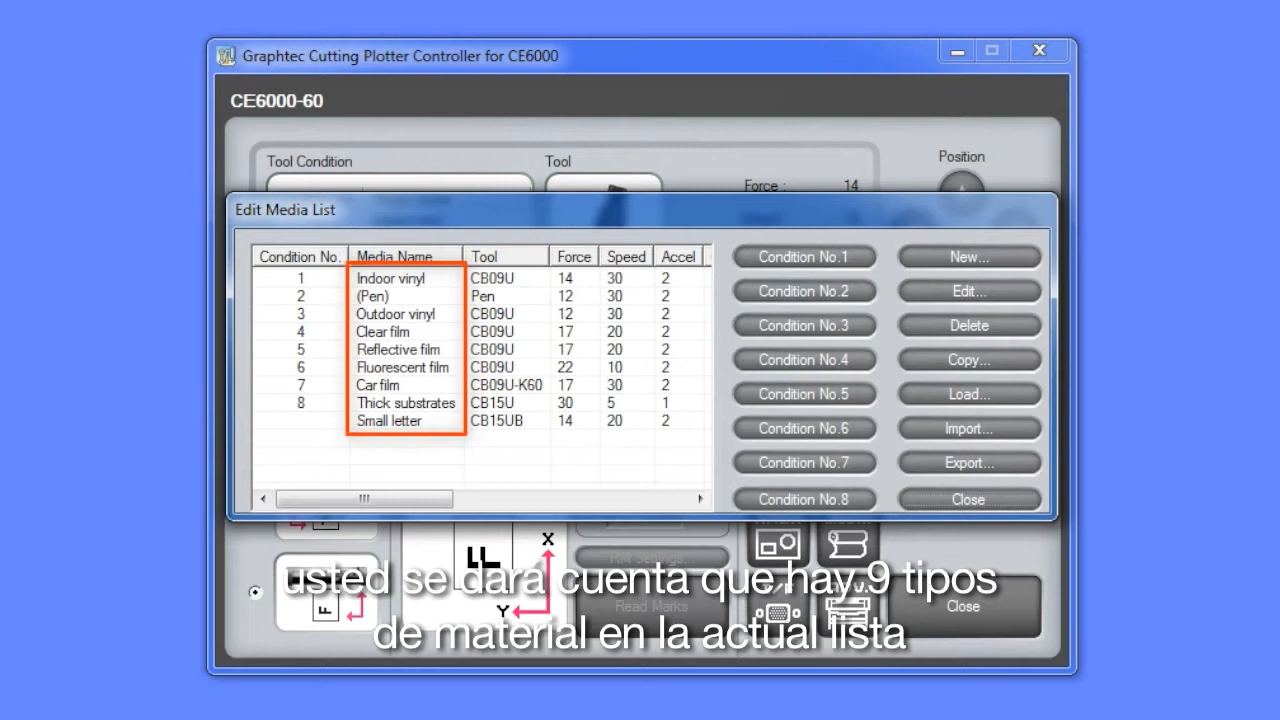 Graphtec Cutting Plotter Controller for CE6000
CE6000-60
Tool Condition Tool Position
Force : 14
Edit Media List
Condition No. Media Name Tool Force Speed Accel
1 Indoor vinyl CB09U 14 30 2
2 (Pen) Pen 12 30 2
3 Outdoor vinyl CB09U 12 30 2
4 Clear film CB09U 17 20 2
5 Reflective film CB09U 17 20 2
6 Fluorescent film CB09U 22 10 2
7 Car film CB09U-K60 17 30 2
8 Thick substrates CB15U 30 5 1
Small letter CB15UB 14 20 2
Condition No.1 New...
Condition No.2 Edit...
Condition No.3 Delete
Condition No.4 Copy...
Condition No.5 Load...
Condition No.6 Import...
Condition No.7 Export...
Condition No.8 Close
X
Y
F
Read Marks
Close
usted se dará cuenta que hay 9 tipos
de material en la actual lista